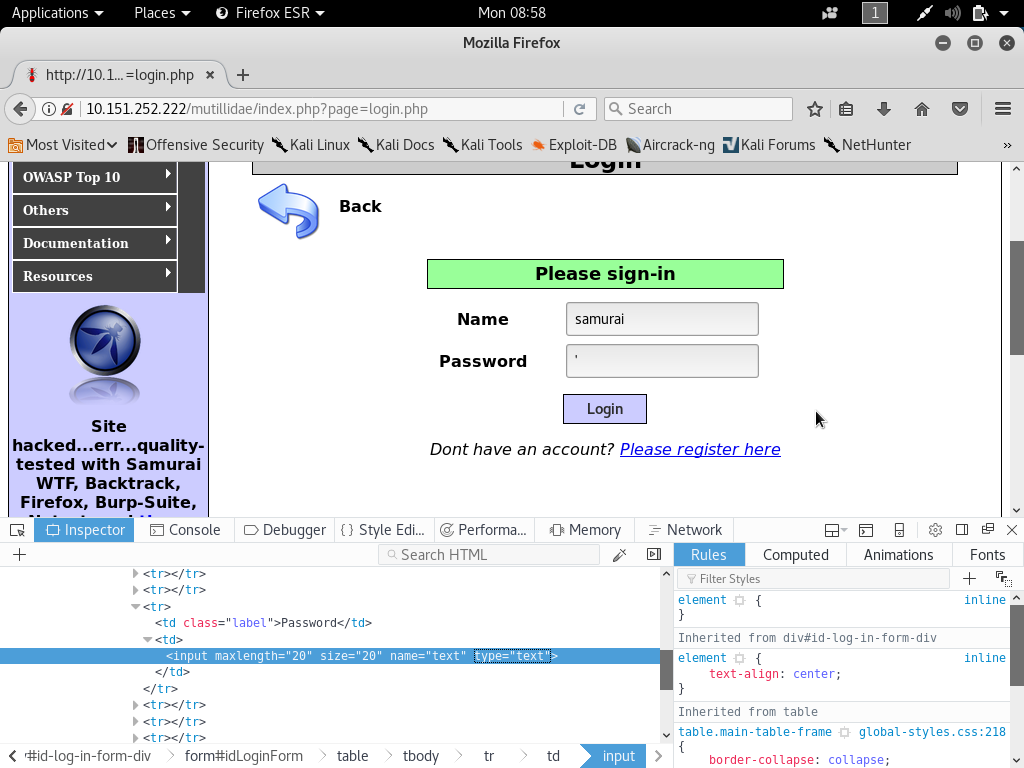 Applications Places Firefox ESR Mon 08:58 1
Mozilla Firefox
http://10.1...=login.php
10.151.252.222/mutillidae/index.php?page=login.php Search
Most Visited Offensive Security Kali Linux Kali Docs Kali Tools Exploit-DB Aircrack-ng Kali Forums NetHunter »
Login
OWASP Top 10
Others
Documentation
Resources
Back
Please sign-in
Name samurai
Password '
Login
Dont have an account? Please register here
Site
hacked...err...quality-
tested with Samurai
WTF, Backtrack,
Firefox, Burp-Suite,
Inspector Console Debugger Style Edi... Performa... Memory Network
Search HTML
<tr></tr>
<tr></tr>
<tr>
<td class="label">Password</td>
<td>
<input maxlength="20" size="20" name="text" type="text">
</td>
</tr>
<tr></tr>
<tr></tr>
<tr></tr>
#id-log-in-form-div form#idLoginForm table tbody tr td input
Rules Computed Animations Fonts
Filter Styles
element { inline
}
Inherited from div#id-log-in-form-div
element { inline
text-align: center;
}
Inherited from table
table.main-table-frame global-styles.css:218
{
border-collapse: collapse;